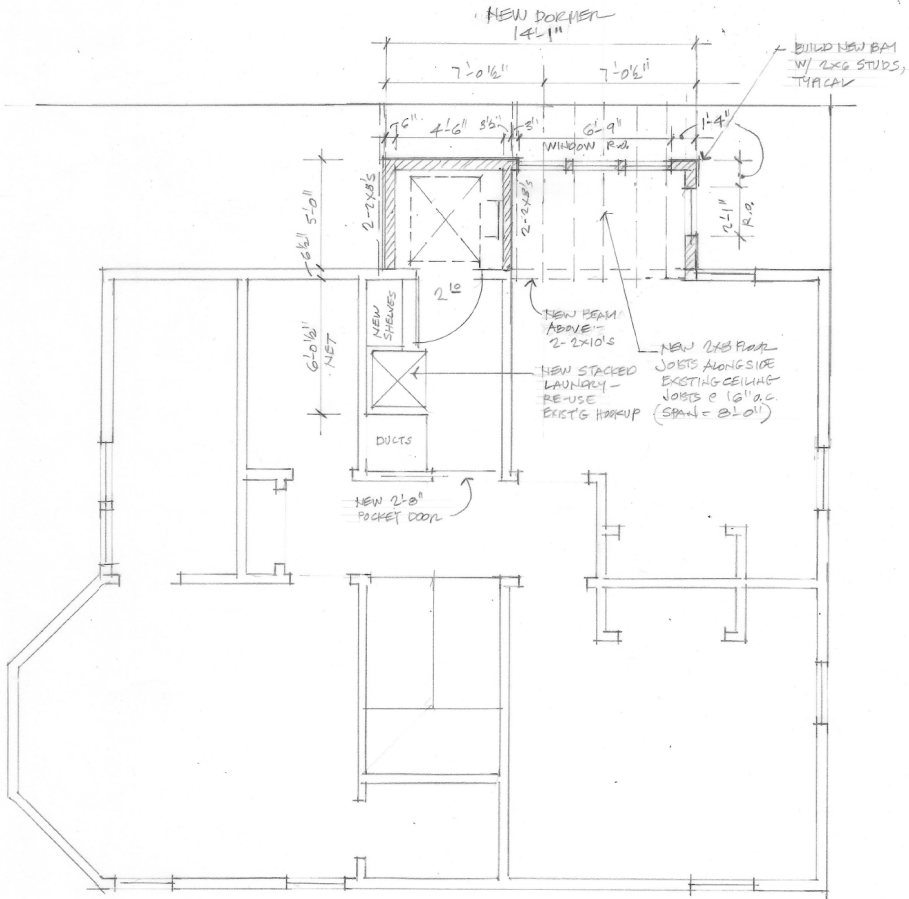 NEW DORMER
14'-1"
7'-0½"
7'-0½"
BUILD NEW BAY
W/ 2X6 STUDS,
TYPICAL
6"
4'-6"
3½"
3"
6'-9"
WINDOW R.O.
1'-4"
2-2X8'S
2-2X8'S
5'-0"
6½"
2'-1"
R.O.
6'-0½"
NET
NEW
SHELVES
2¹⁰
NEW BEAM
ABOVE -
2-2X10'S
NEW STACKED
LAUNDRY -
RE-USE
EXIST'G HOOKUP
NEW 2X8 FLOOR
JOISTS ALONGSIDE
EXISTING CEILING
JOISTS @ 16" O.C.
(SPAN = 8'-0")
DUCTS
NEW 2'-8"
POCKET DOOR